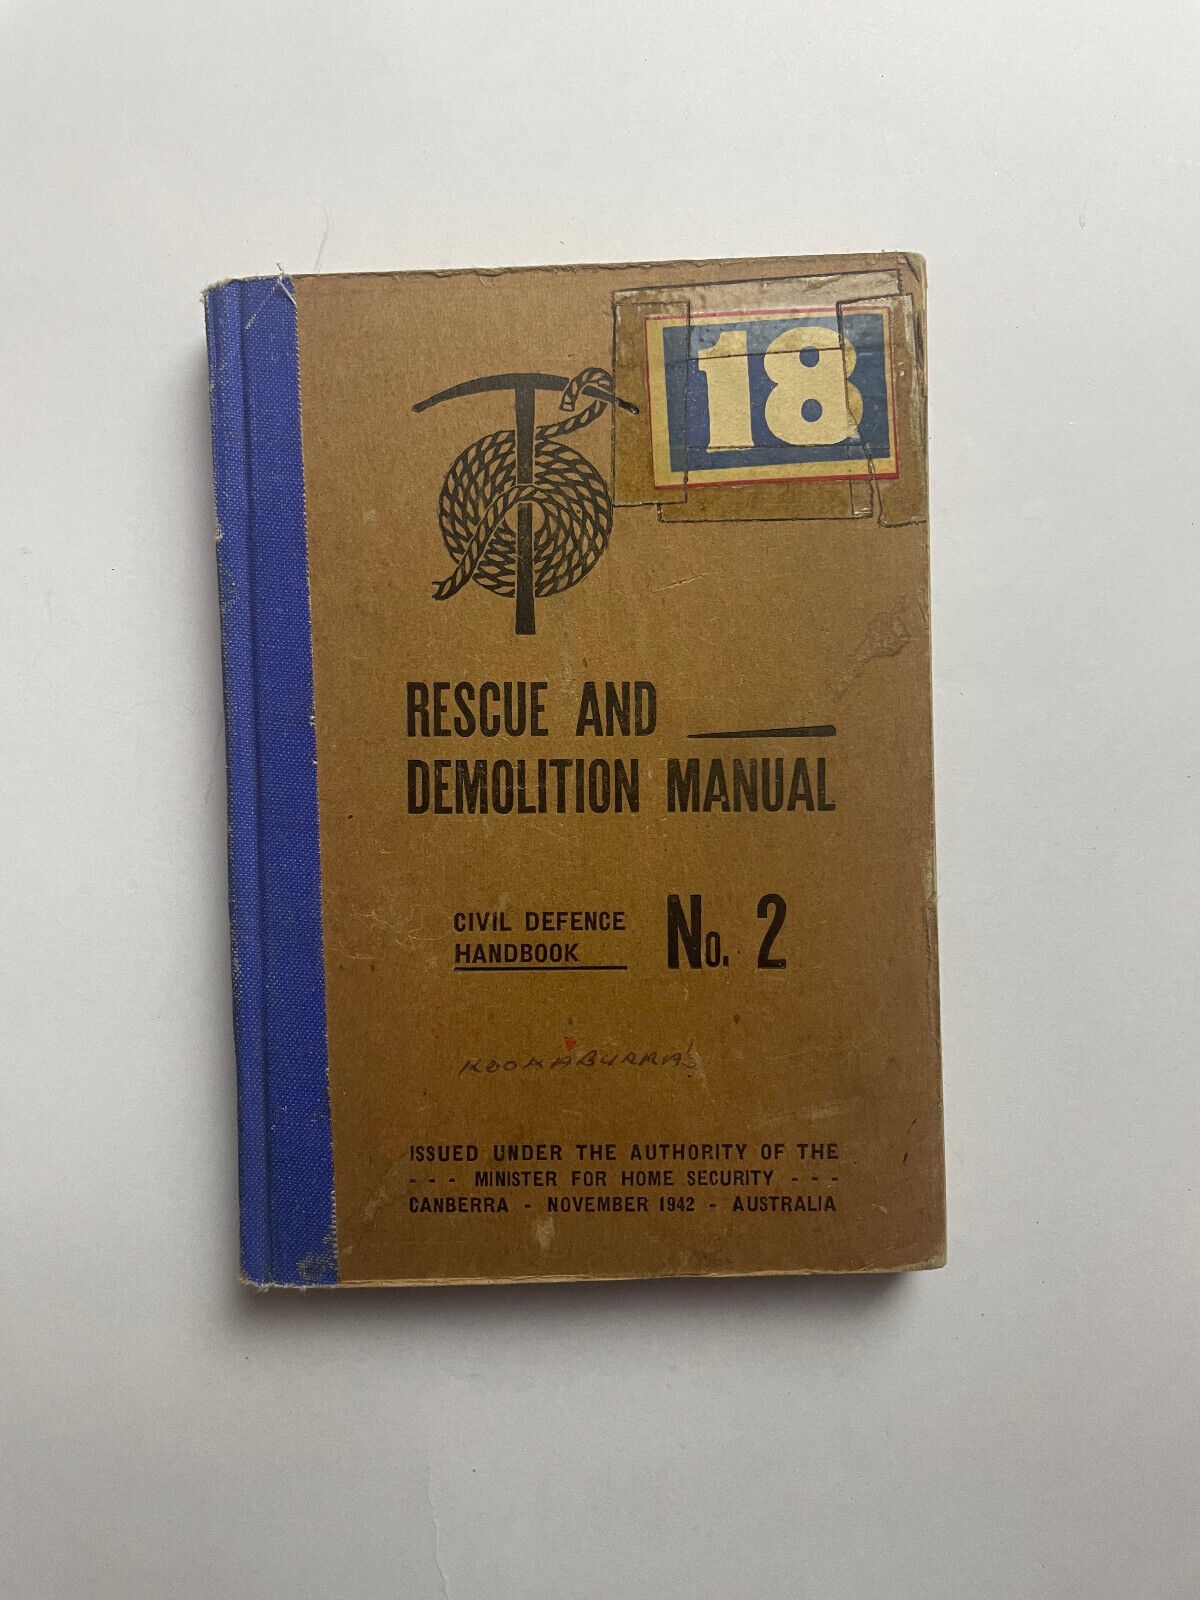 18
RESCUE AND
DEMOLITION MANUAL
CIVIL DEFENCE
HANDBOOK
No. 2
KOOKABURRA'S
ISSUED UNDER THE AUTHORITY OF THE
- - - MINISTER FOR HOME SECURITY - - -
CANBERRA - NOVEMBER 1942 - AUSTRALIA